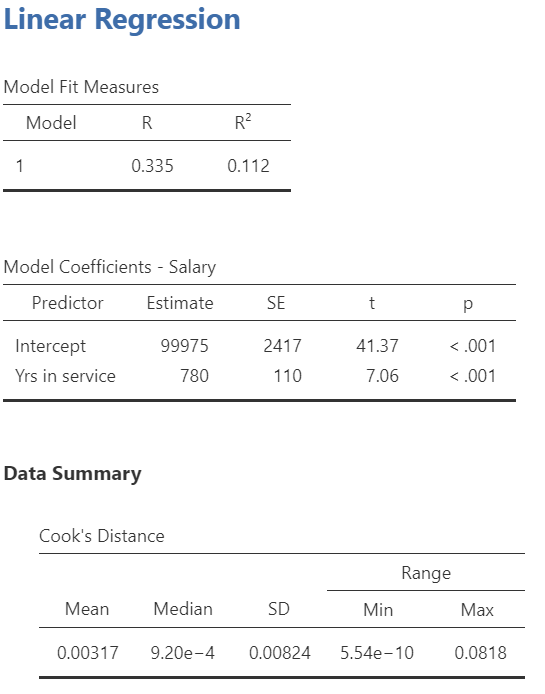 Linear Regression
Model Fit Measures
Model R R²
1 0.335 0.112
Model Coefficients - Salary
Predictor Estimate SE t p
Intercept 99975 2417 41.37 < .001
Yrs in service 780 110 7.06 < .001
Data Summary
Cook's Distance
Range
Mean Median SD Min Max
0.00317 9.20e−4 0.00824 5.54e−10 0.0818